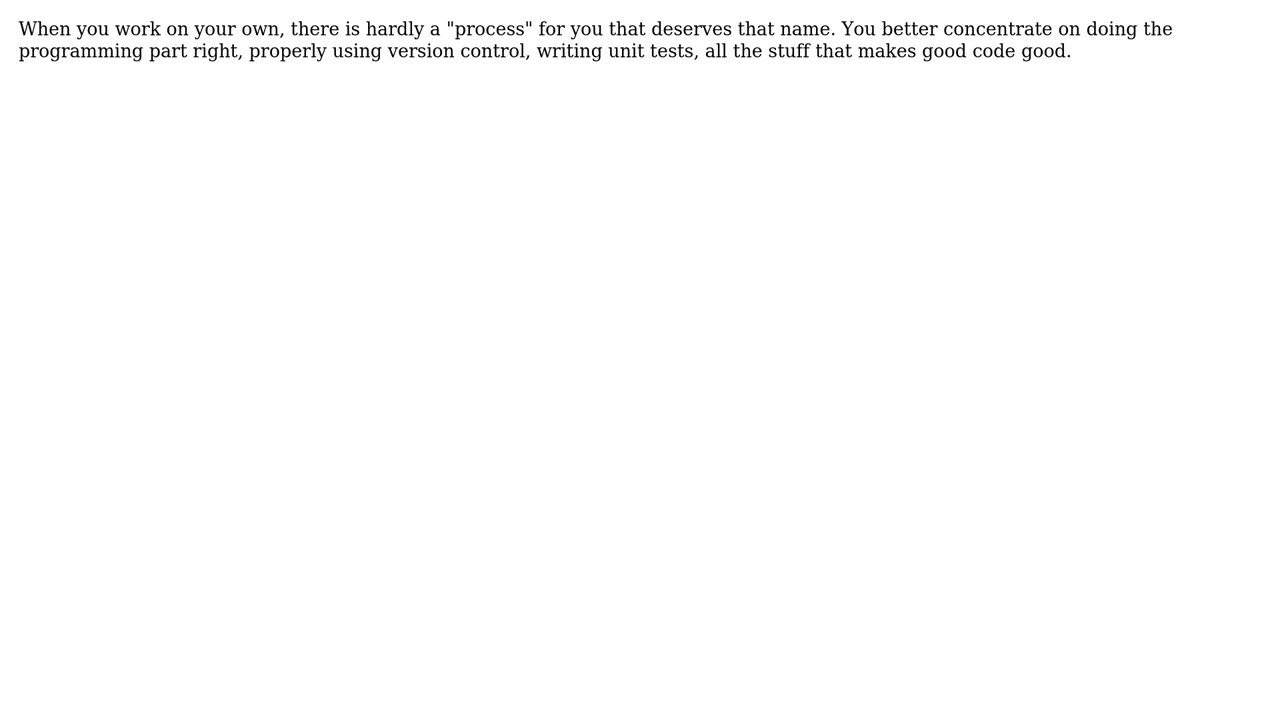 When you work on your own, there is hardly a "process" for you that deserves that name. You better concentrate on doing the
programming part right, properly using version control, writing unit tests, all the stuff that makes good code good.